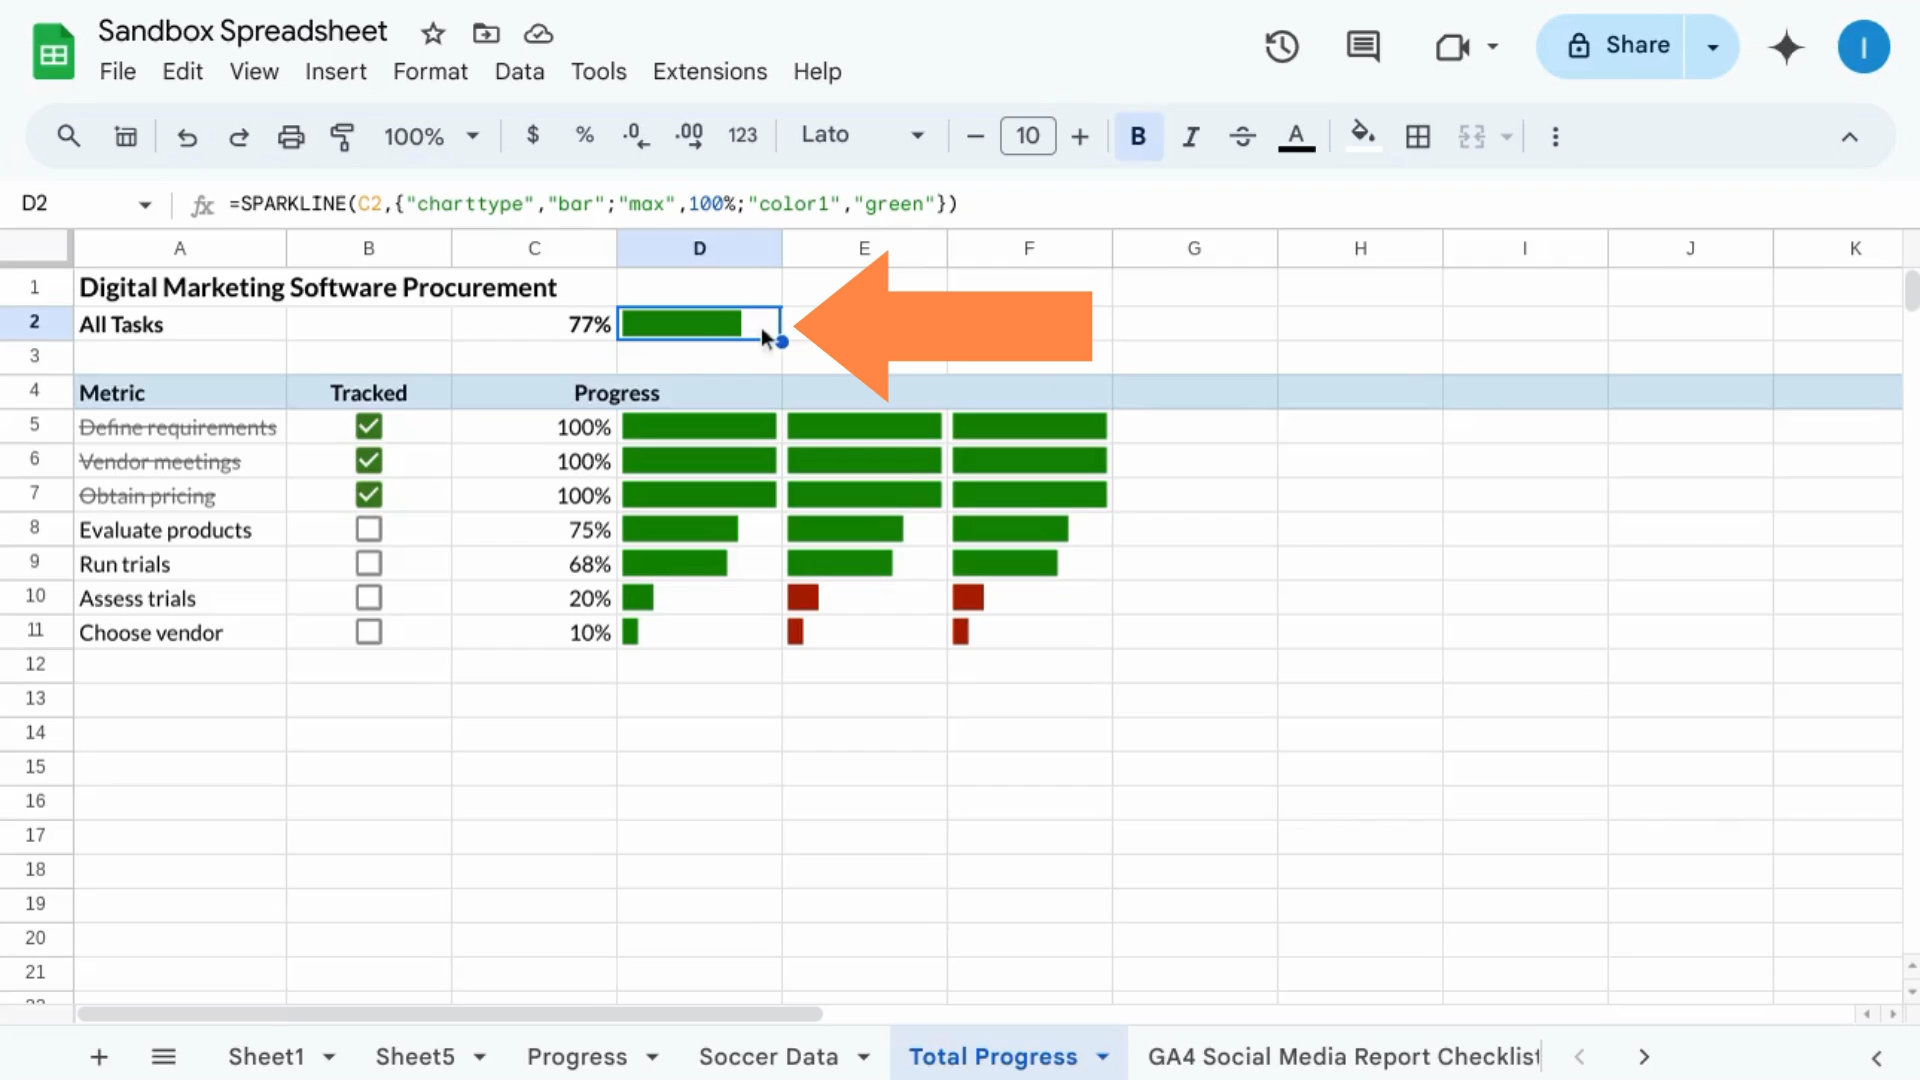 Sandbox Spreadsheet
Share
I
File Edit View Insert Format Data Tools Extensions Help
100% $ % .0 .00 123 Lato 10 B I A
D2 fx =SPARKLINE(C2,{"charttype","bar";"max",100%;"color1","green"})
A B C D E F G H I J K
1 Digital Marketing Software Procurement
2 All Tasks 77%
3
4 Metric Tracked Progress
5 Define requirements 100%
6 Vendor meetings 100%
7 Obtain pricing 100%
8 Evaluate products 75%
9 Run trials 68%
10 Assess trials 20%
11 Choose vendor 10%
12
13
14
15
16
17
18
19
20
21
Sheet1 Sheet5 Progress Soccer Data Total Progress GA4 Social Media Report Checklist